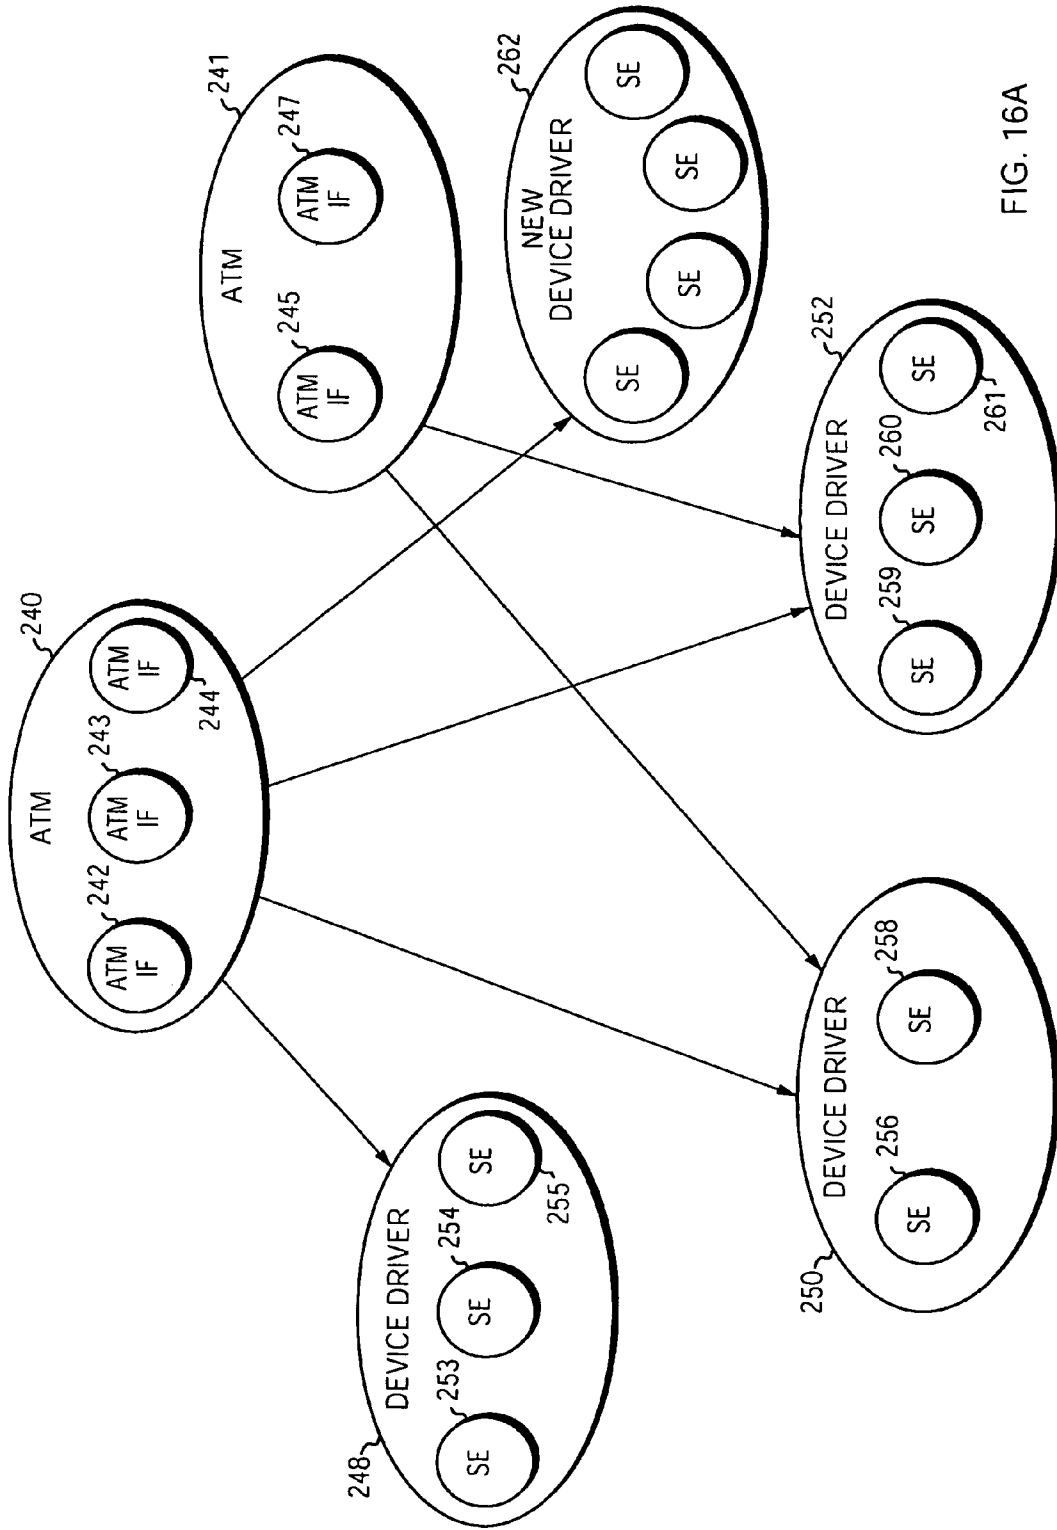 240
ATM
242
243
ATM
IF
ATM
IF
ATM
IF
244
241
ATM
245
247
ATM
IF
ATM
IF
248
DEVICE DRIVER
253
254
SE
SE
SE
255
262
NEW
DEVICE DRIVER
SE
SE
SE
SE
250
DEVICE DRIVER
256
258
SE
SE
252
DEVICE DRIVER
259
260
SE
SE
SE
261
FIG. 16A